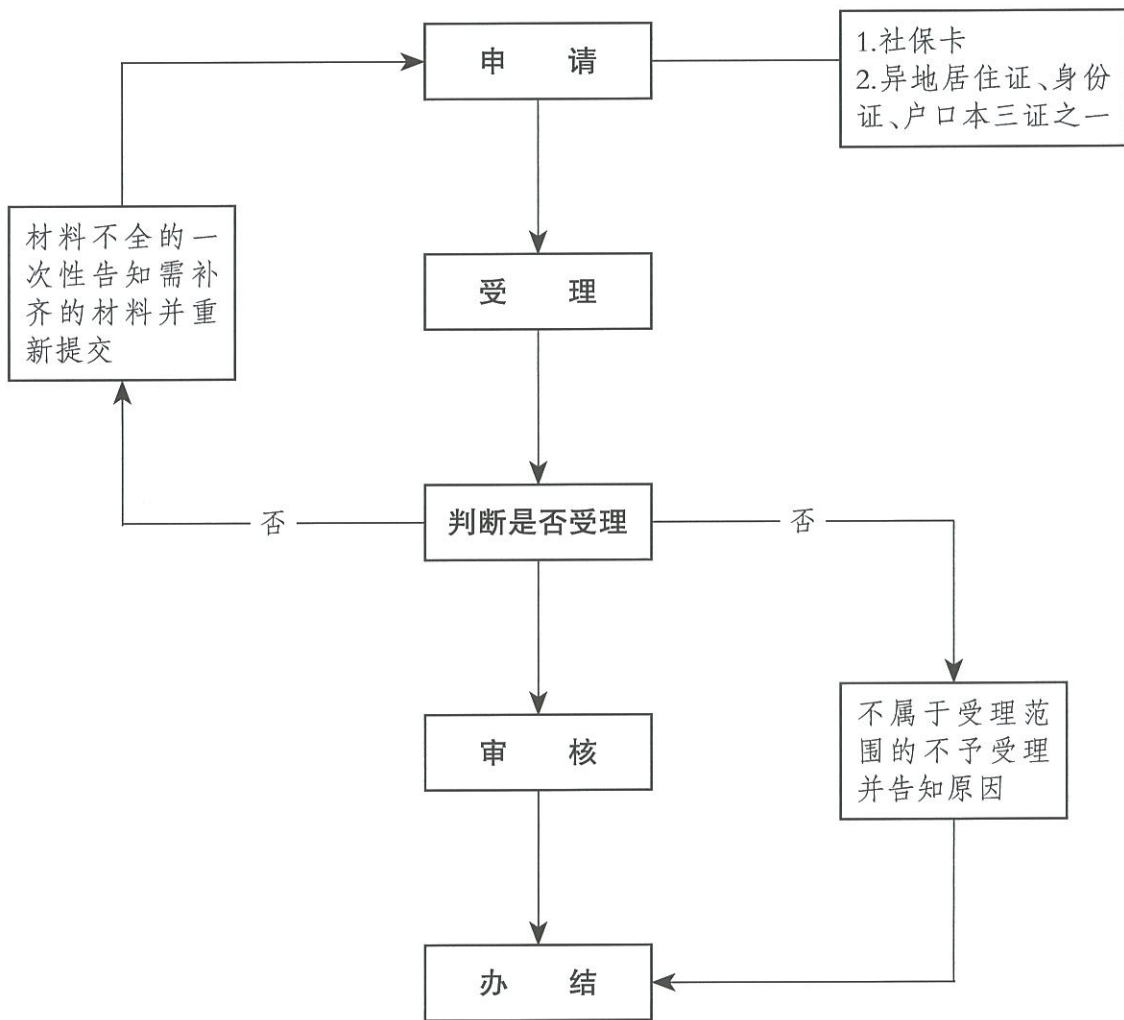 申 请
1.社保卡
2.异地居住证、身份
证、户口本三证之一
材料不全的一
次性告知需补
齐的材料并重
新提交
受 理
否
判断是否受理
否
审 核
不属于受理范
围的不予受理
并告知原因
办 结